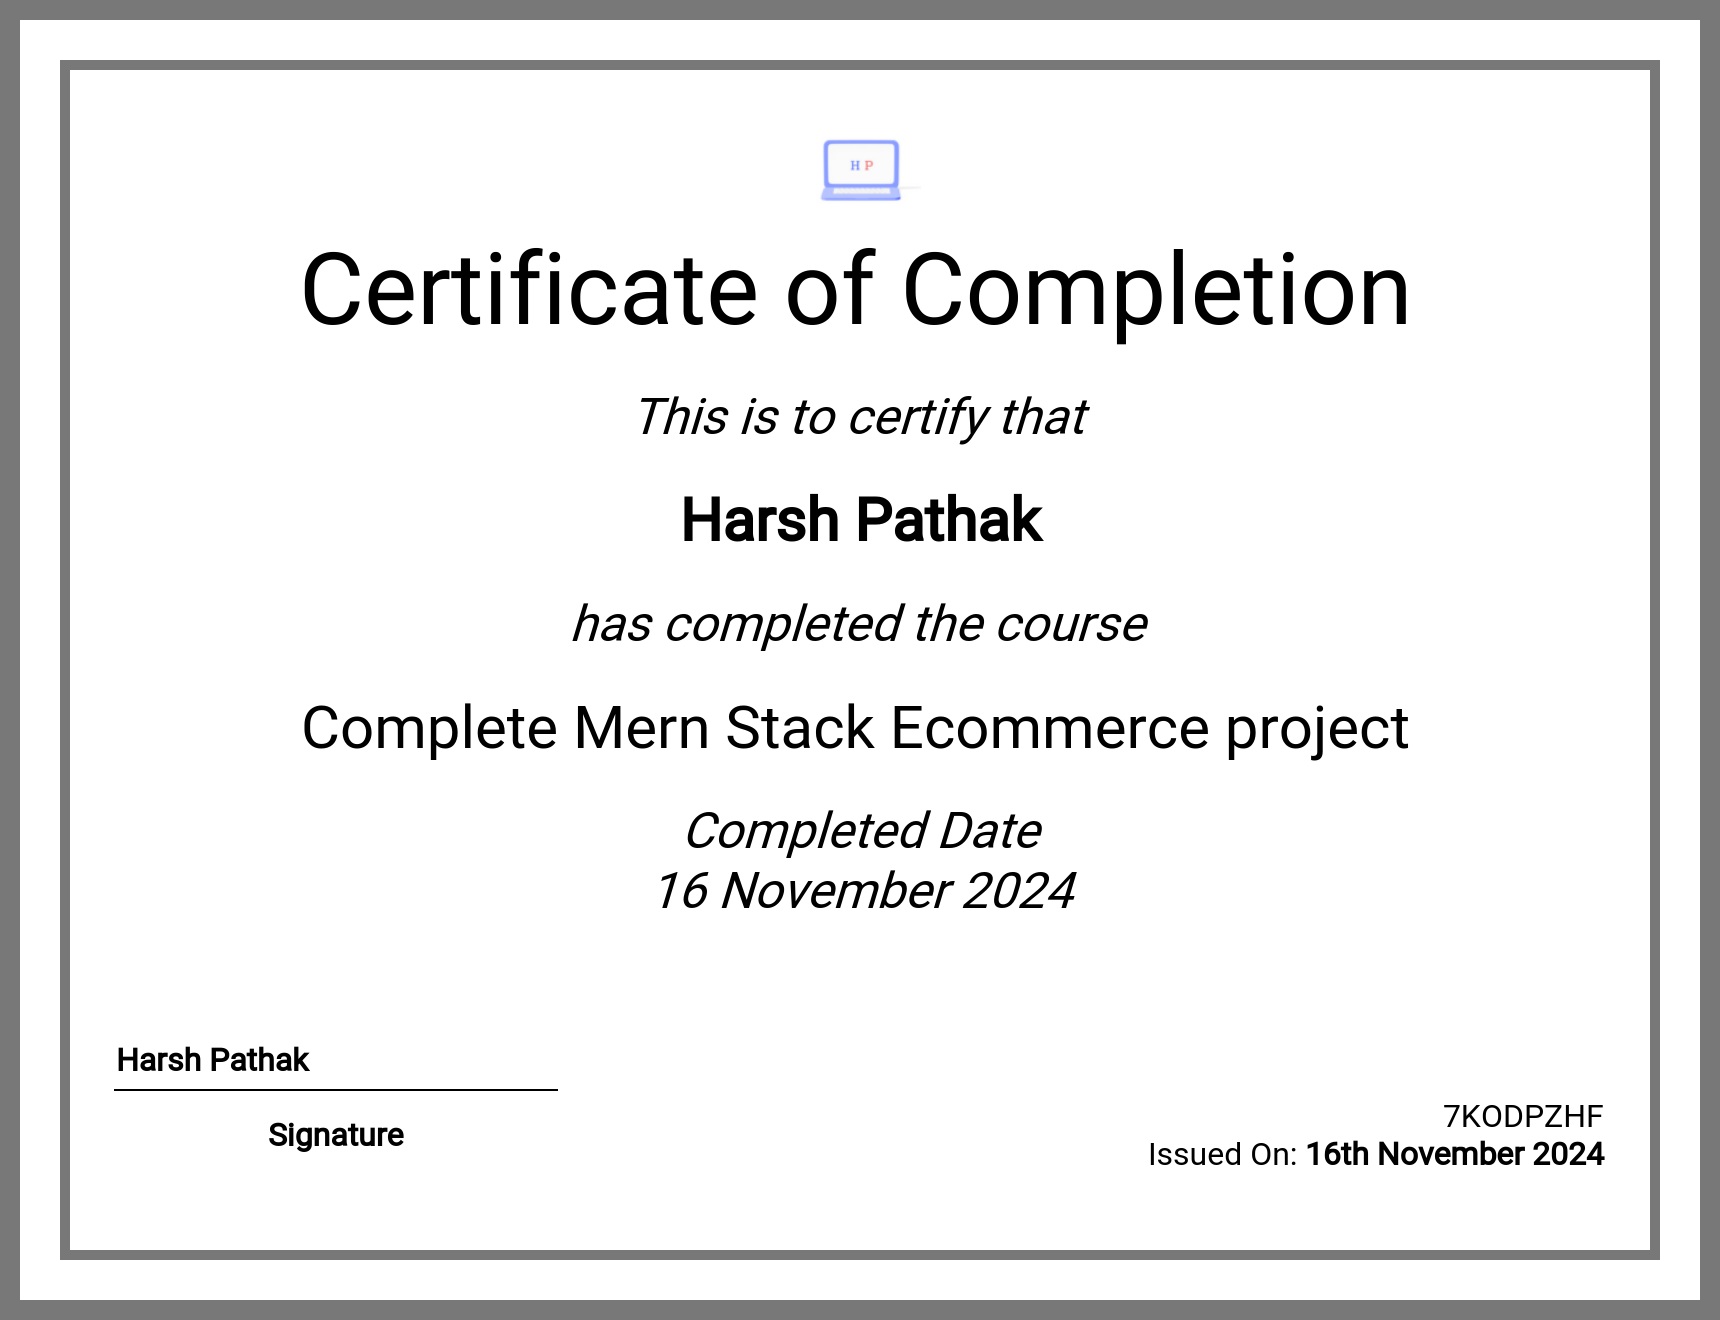 H P
Certificate of Completion
This is to certify that
Harsh Pathak
has completed the course
Complete Mern Stack Ecommerce project
Completed Date
16 November 2024
Harsh Pathak
Signature
7KODPZHF
Issued On: 16th November 2024